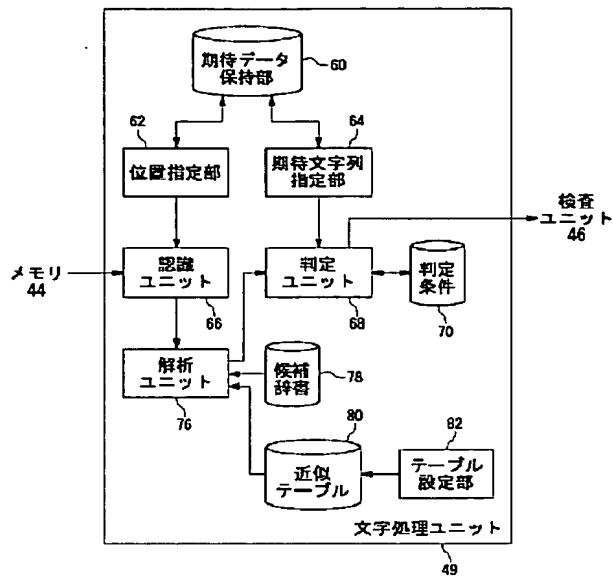 期待データ
保持部
60
62
64
位置指定部
期待文字列
指定部
検査
ユニット
46
メモリ
44
認識
ユニット
66
判定
ユニット
68
判定
条件
70
解析
ユニット
76
候補
辞書
78
80
82
近似
テーブル
テーブル
設定部
文字処理ユニット
49